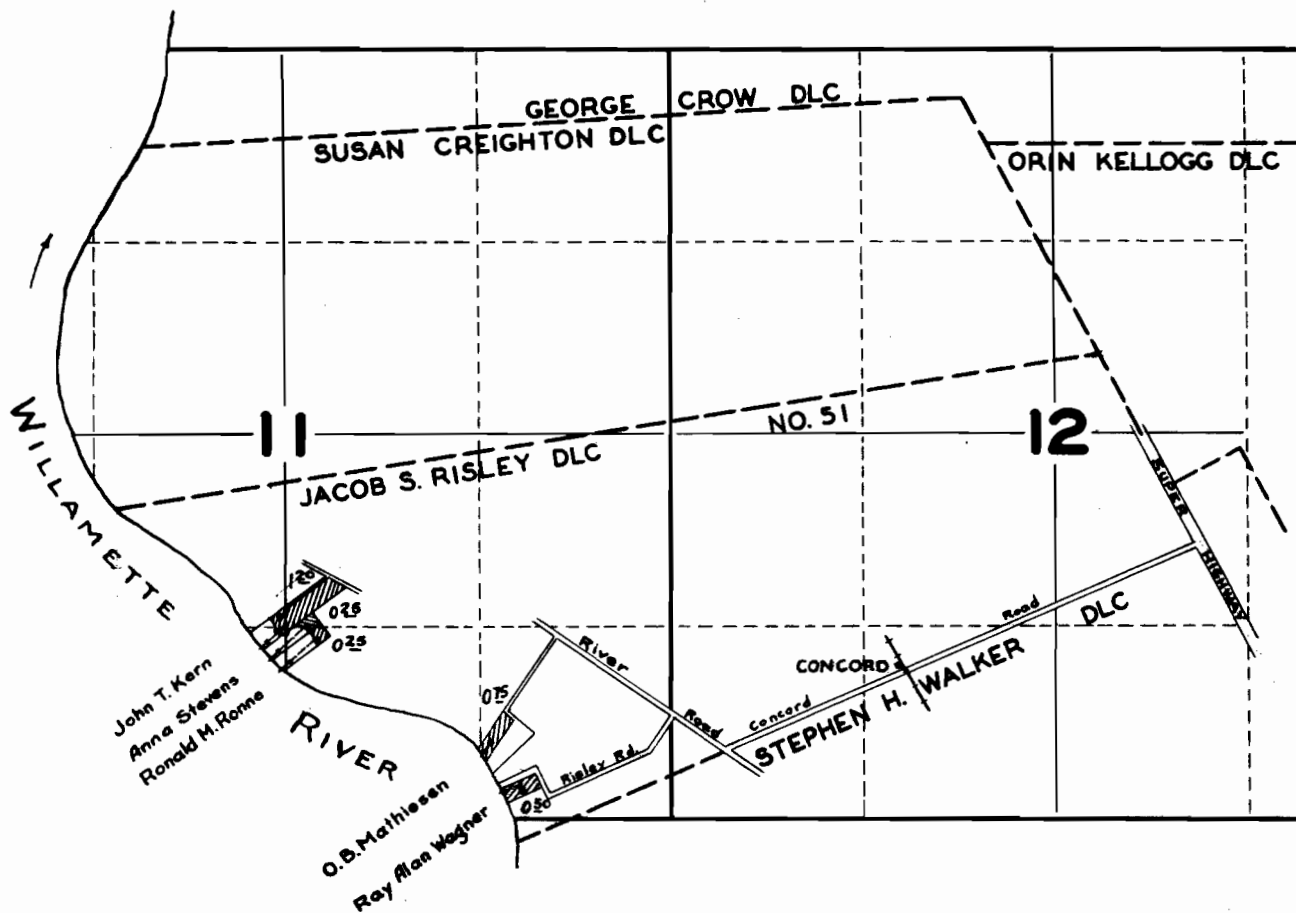 GEORGE CROW DLC
SUSAN CREIGHTON DLC
ORIN KELLOGG DLC
WILLAMETTE RIVER
11
12
NO. 51
JACOB S. RISLEY DLC
SUPER HIGHWAY
1.20
0.25
0.25
John T. Kern
Anna Stevens
Ronald M. Ronne
River Road
Concord Road
CONCORD
STEPHEN H. WALKER DLC
0.75
Risley Rd.
0.50
O.B. Mathiesen
Ray Alan Wagner